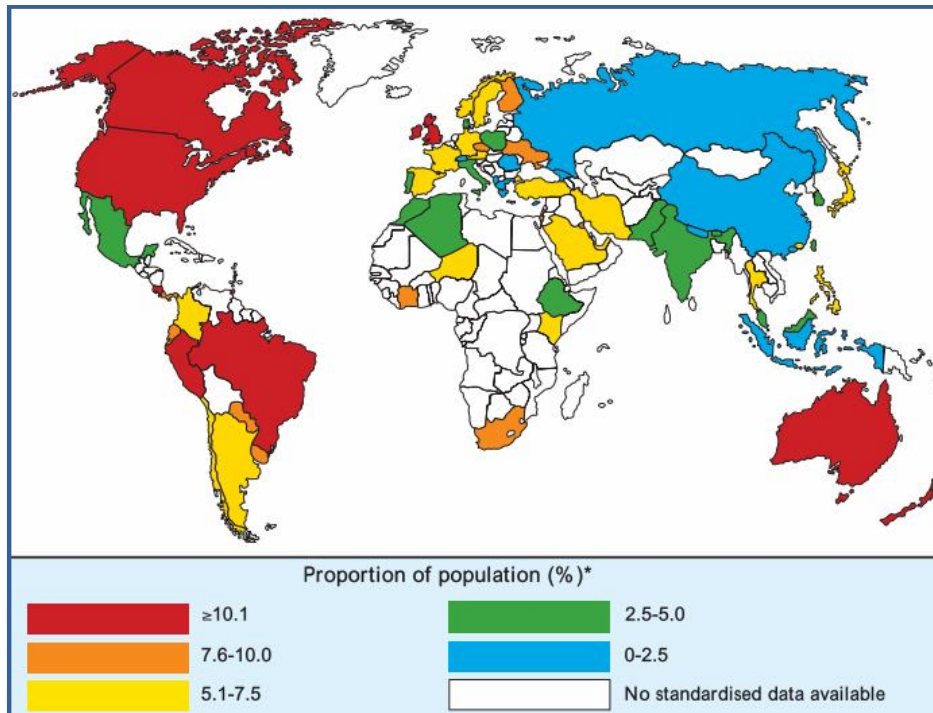 Proportion of population (%)*
≥10.1
2.5-5.0
7.6-10.0
0-2.5
5.1-7.5
No standardised data available